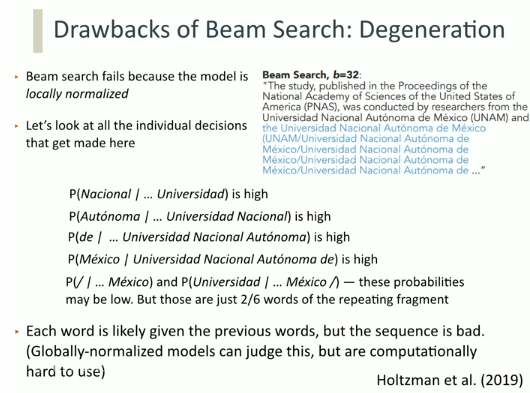 Drawbacks of Beam Search: Degeneration
Beam search fails because the model is
locally normalized
Let's look at all the individual decisions
that get made here
Beam Search, b=32:
"The study, published in the Proceedings of the
National Academy of Sciences of the United States of
America (PNAS), was conducted by researchers from the
Universidad Nacional Autónoma de México (UNAM) and
the Universidad Nacional Autónoma de México
(UNAM/Universidad Nacional Autónoma de
México/Universidad Nacional Autónoma de
México/Universidad Nacional Autónoma de
México/Universidad Nacional Autónoma de ..."
P(Nacional | ... Universidad) is high
P(Autónoma | ... Universidad Nacional) is high
P(de | ... Universidad Nacional Autónoma) is high
P(México | Universidad Nacional Autónoma de) is high
P(/ | ... México) and P(Universidad | ... México /) — these probabilities
may be low. But those are just 2/6 words of the repeating fragment
Each word is likely given the previous words, but the sequence is bad.
(Globally-normalized models can judge this, but are computationally
hard to use)
Holtzman et al. (2019)